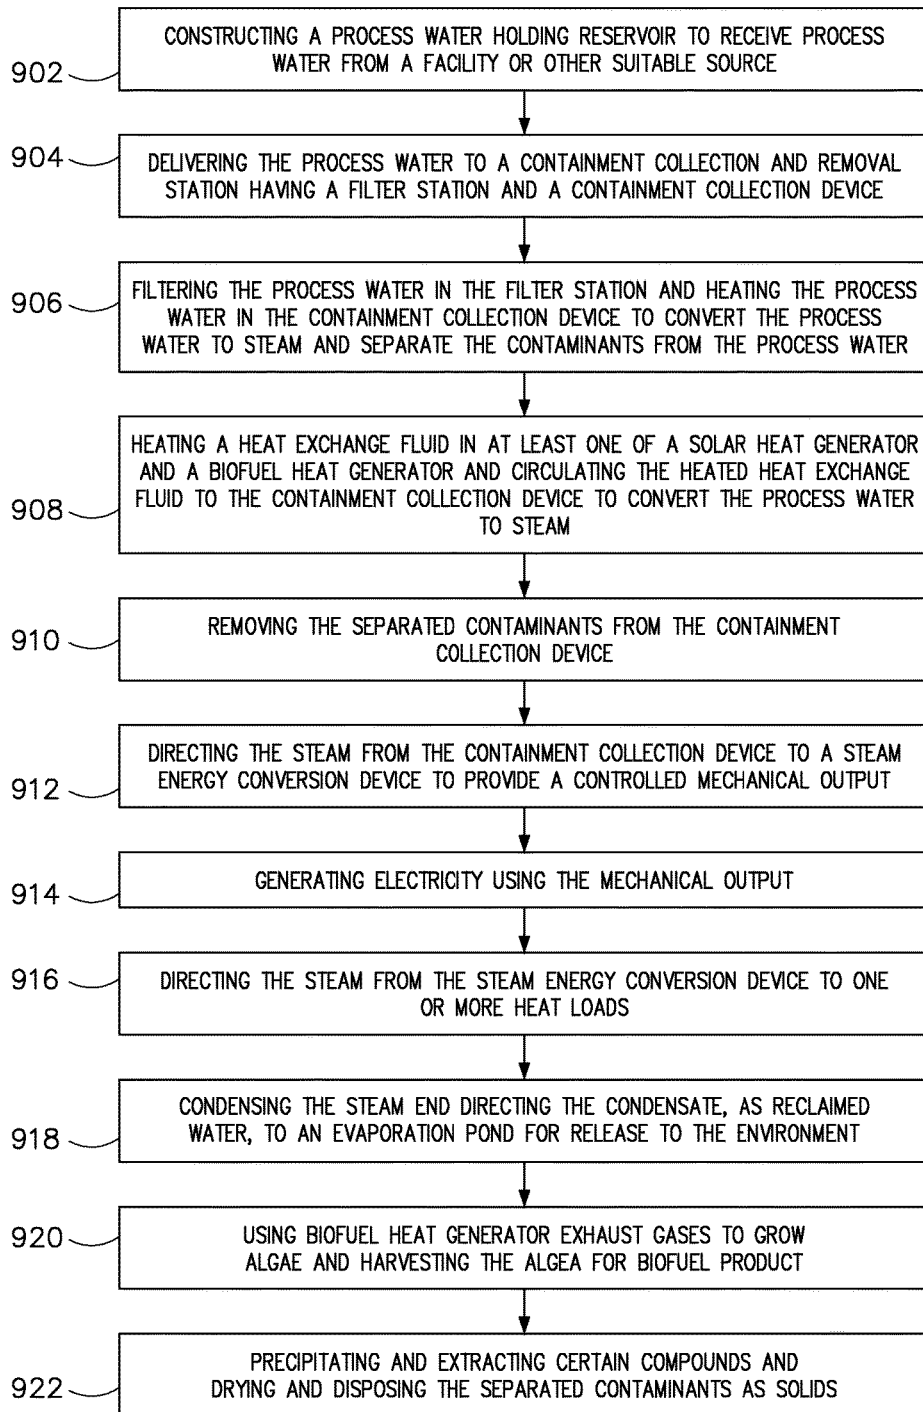 902
CONSTRUCTING A PROCESS WATER HOLDING RESERVOIR TO RECEIVE PROCESS
WATER FROM A FACILITY OR OTHER SUITABLE SOURCE
904
DELIVERING THE PROCESS WATER TO A CONTAINMENT COLLECTION AND REMOVAL
STATION HAVING A FILTER STATION AND A CONTAINMENT COLLECTION DEVICE
906
FILTERING THE PROCESS WATER IN THE FILTER STATION AND HEATING THE PROCESS
WATER IN THE CONTAINMENT COLLECTION DEVICE TO CONVERT THE PROCESS
WATER TO STEAM AND SEPARATE THE CONTAMINANTS FROM THE PROCESS WATER
908
HEATING A HEAT EXCHANGE FLUID IN AT LEAST ONE OF A SOLAR HEAT GENERATOR
AND A BIOFUEL HEAT GENERATOR AND CIRCULATING THE HEATED HEAT EXCHANGE
FLUID TO THE CONTAINMENT COLLECTION DEVICE TO CONVERT THE PROCESS WATER
TO STEAM
910
REMOVING THE SEPARATED CONTAMINANTS FROM THE CONTAINMENT
COLLECTION DEVICE
912
DIRECTING THE STEAM FROM THE CONTAINMENT COLLECTION DEVICE TO A STEAM
ENERGY CONVERSION DEVICE TO PROVIDE A CONTROLLED MECHANICAL OUTPUT
914
GENERATING ELECTRICITY USING THE MECHANICAL OUTPUT
916
DIRECTING THE STEAM FROM THE STEAM ENERGY CONVERSION DEVICE TO ONE
OR MORE HEAT LOADS
918
CONDENSING THE STEAM END DIRECTING THE CONDENSATE, AS RECLAIMED
WATER, TO AN EVAPORATION POND FOR RELEASE TO THE ENVIRONMENT
920
USING BIOFUEL HEAT GENERATOR EXHAUST GASES TO GROW
ALGAE AND HARVESTING THE ALGEA FOR BIOFUEL PRODUCT
922
PRECIPITATING AND EXTRACTING CERTAIN COMPOUNDS AND
DRYING AND DISPOSING THE SEPARATED CONTAMINANTS AS SOLIDS